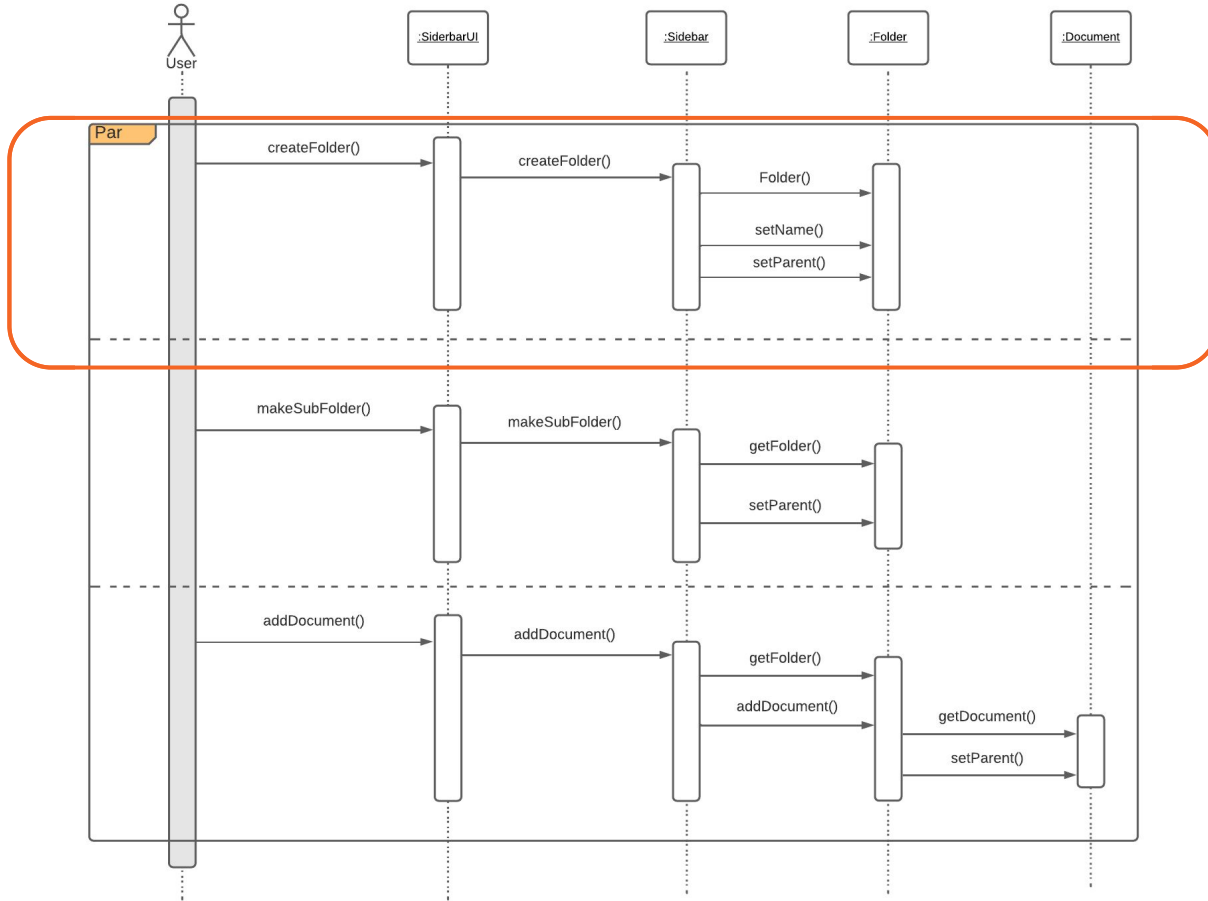 User
:SiderbarUI
:Sidebar
:Folder
:Document
Par
createFolder()
createFolder()
Folder()
setName()
setParent()
makeSubFolder()
makeSubFolder()
getFolder()
setParent()
addDocument()
addDocument()
getFolder()
addDocument()
getDocument()
setParent()